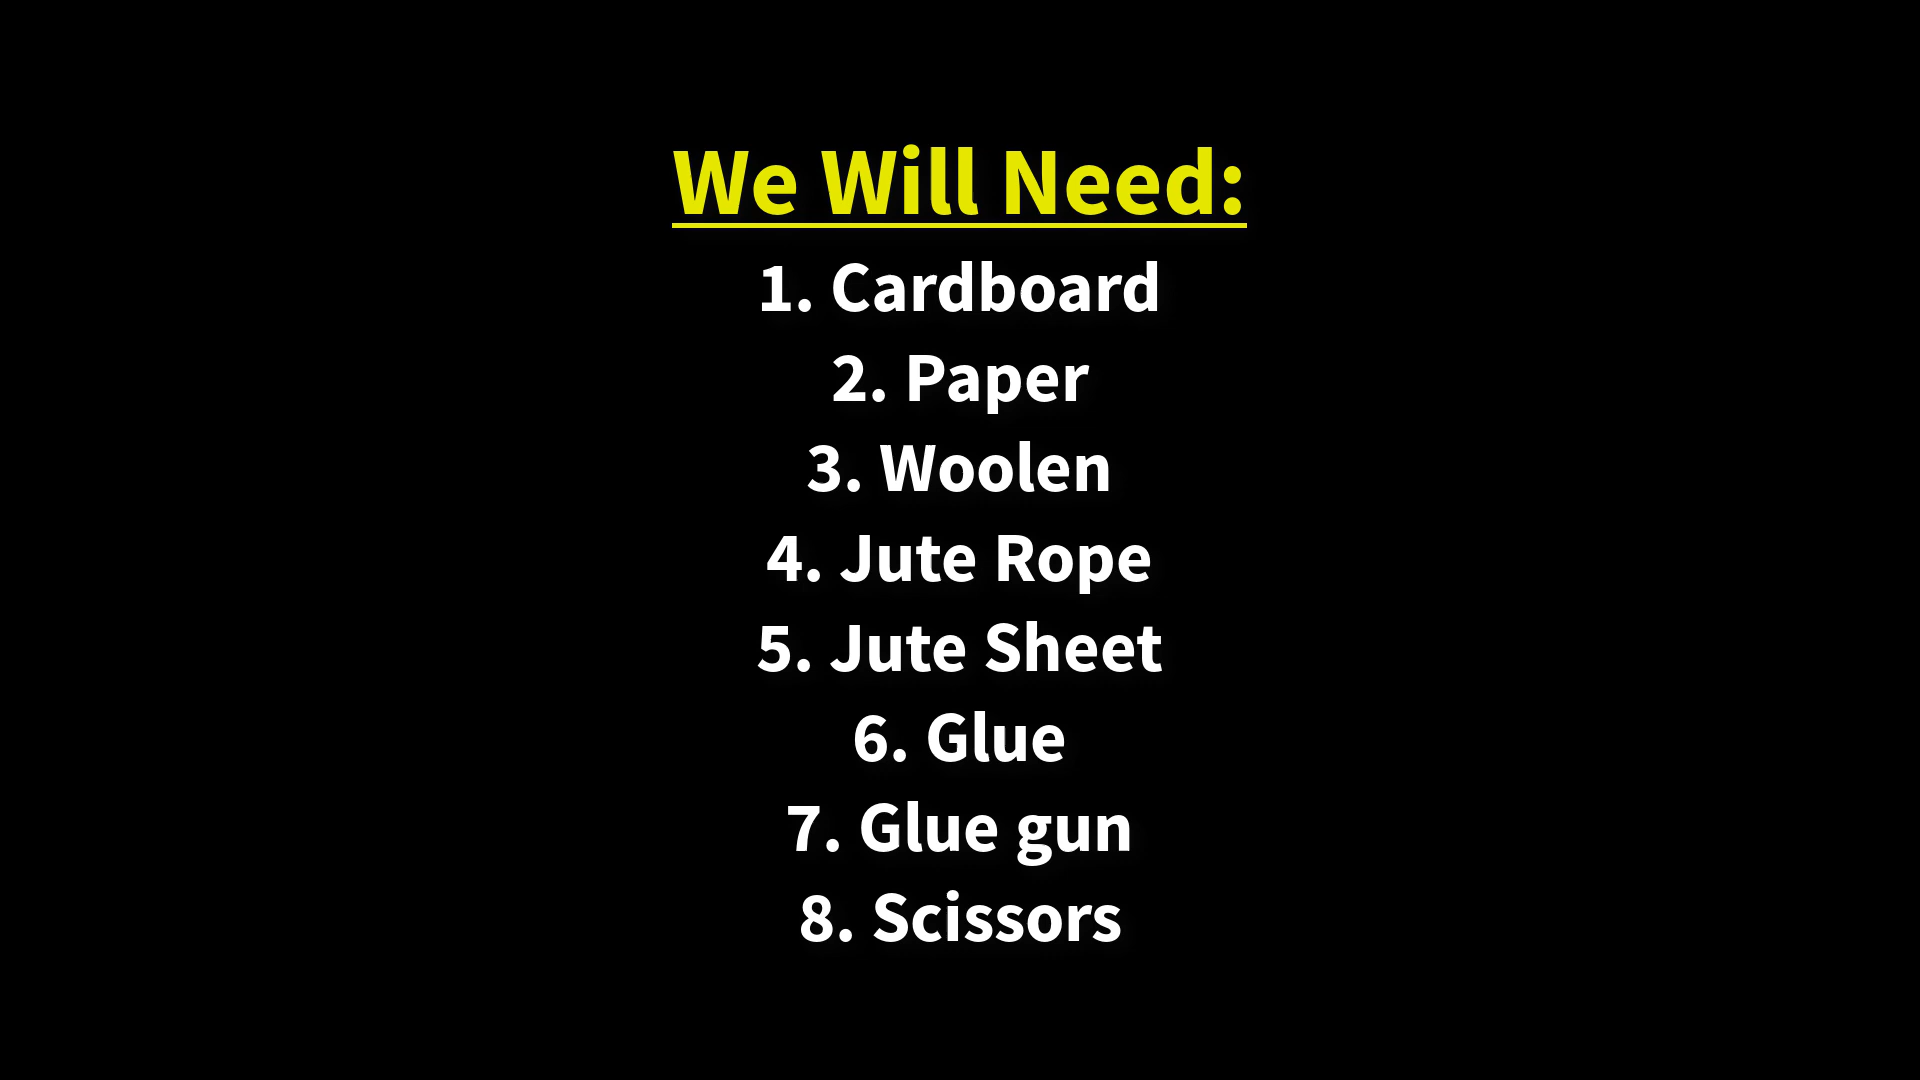 We Will Need:
1. Cardboard
2. Paper
3. Woolen
4. Jute Rope
5. Jute Sheet
6. Glue
7. Glue gun
8. Scissors